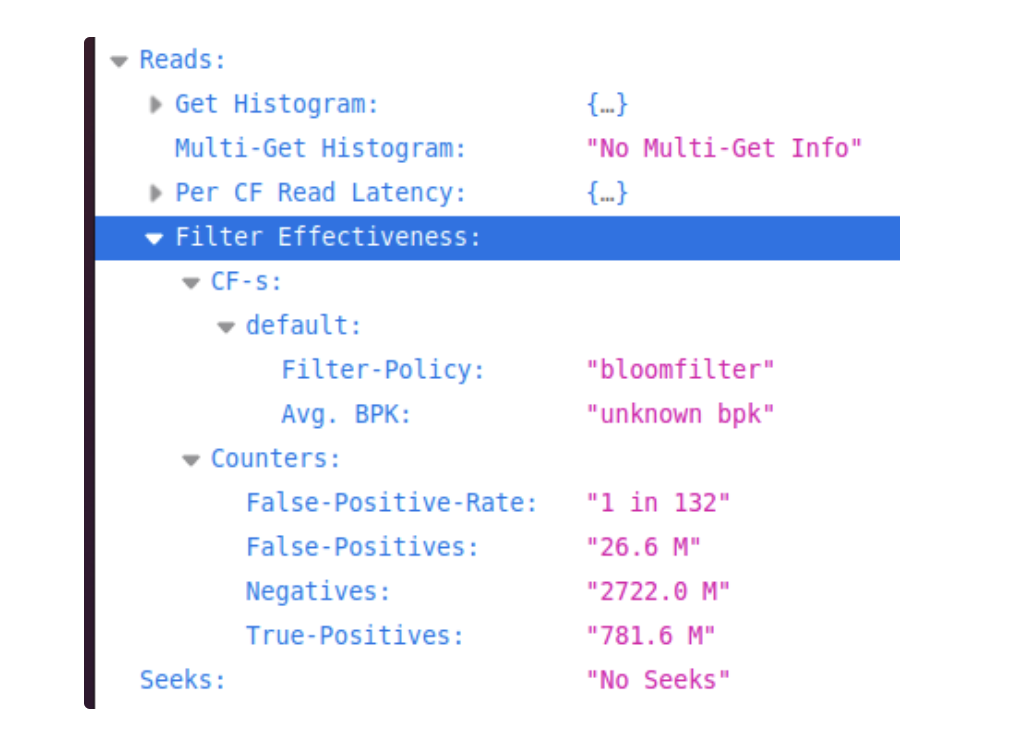 Reads:
Get Histogram: {…}
Multi-Get Histogram: "No Multi-Get Info"
Per CF Read Latency: {…}
Filter Effectiveness:
CF-s:
default:
Filter-Policy: "bloomfilter"
Avg. BPK: "unknown bpk"
Counters:
False-Positive-Rate: "1 in 132"
False-Positives: "26.6 M"
Negatives: "2722.0 M"
True-Positives: "781.6 M"
Seeks: "No Seeks"